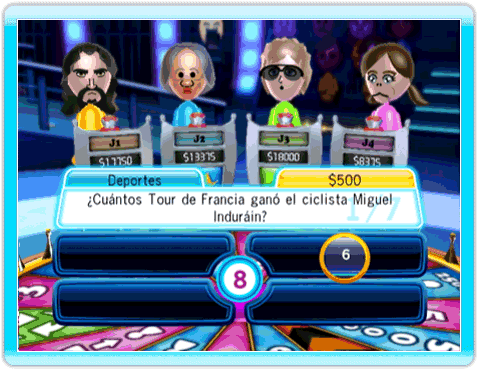 J1
J2
J3
J4
$17750
$13375
$18000
$8375
Deportes
$500
¿Cuántos Tour de Francia ganó el ciclista Miguel
Induráin?
1/7
6
8